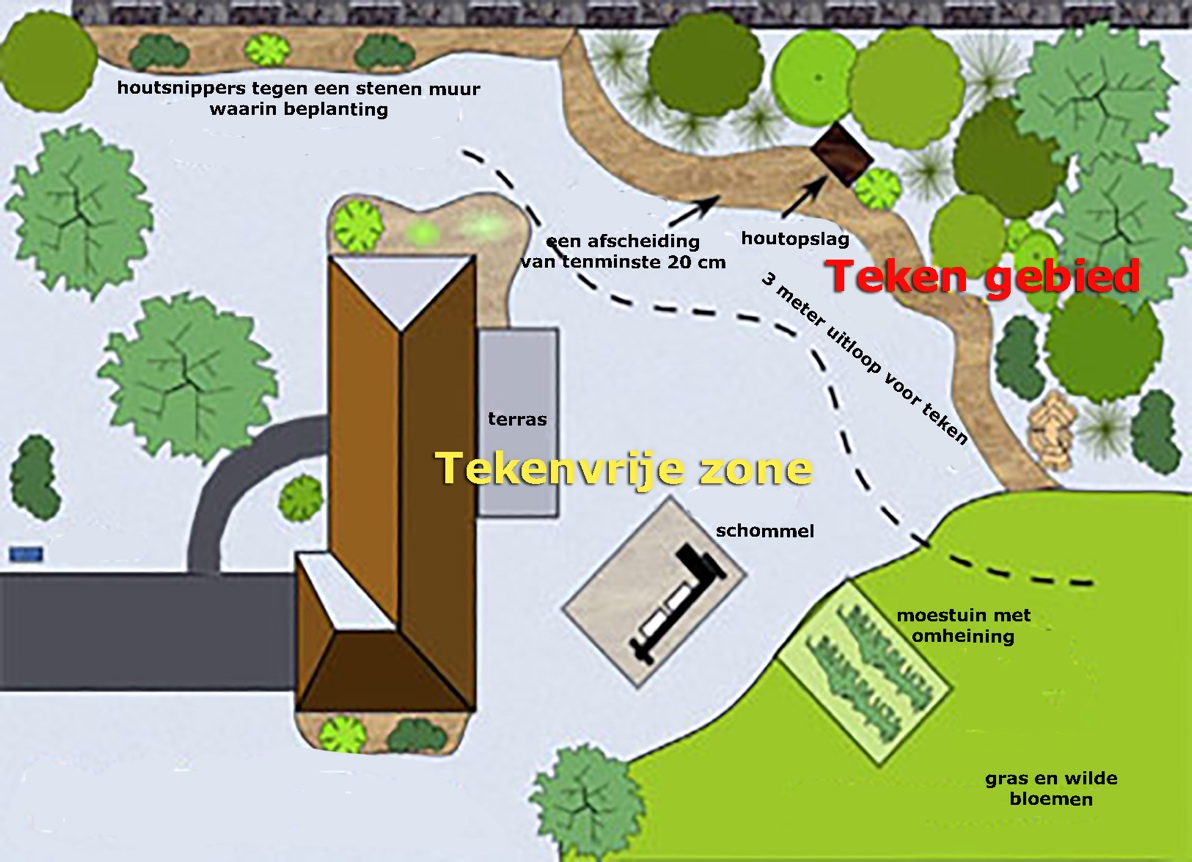 houtsnippers tegen een stenen muur
waarin beplanting
een afscheiding
van tenminste 20 cm
houtopslag
Teken gebied
3 meter uitloop voor teken
terras
Tekenvrije zone
schommel
moestuin met
omheining
gras en wilde
bloemen